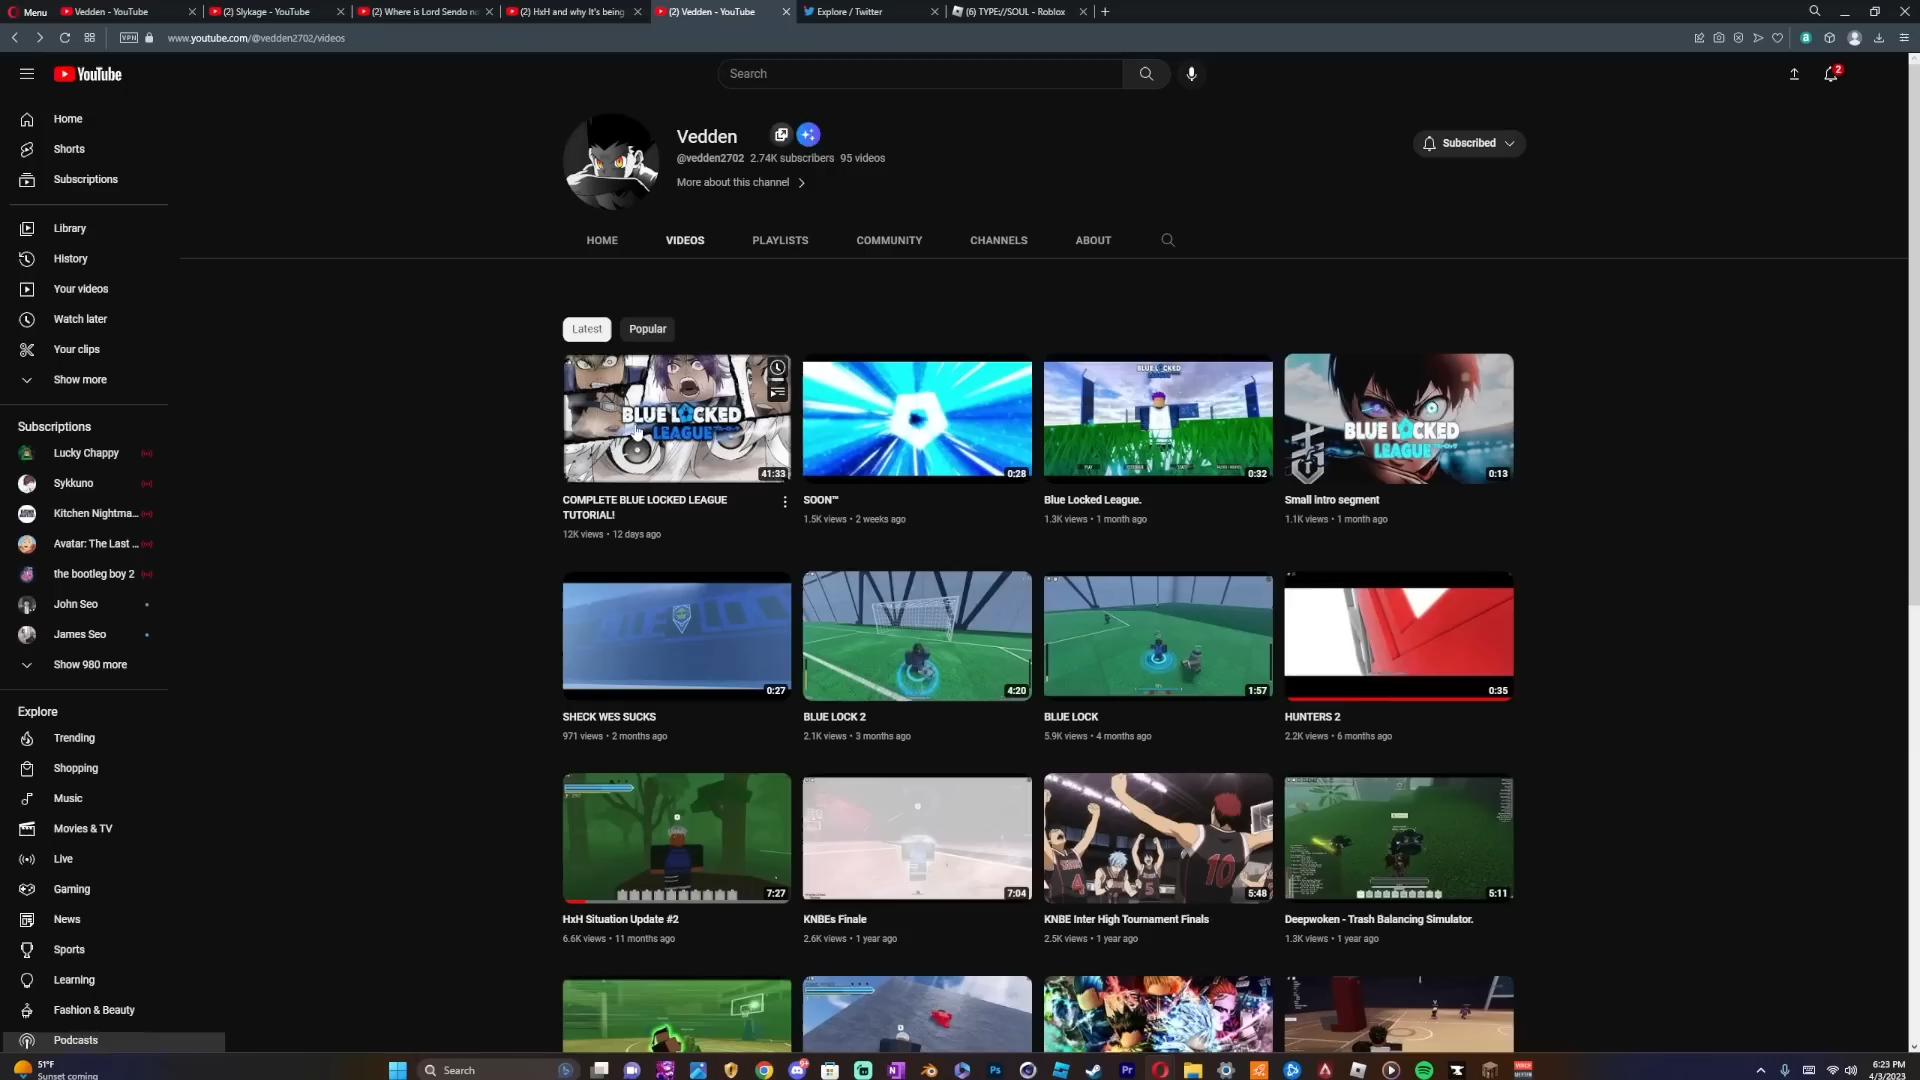 Menu
Vedden - YouTube
(2) Slykage - YouTube
(2) Where is Lord Sendo n
(2) HxH and why It's being
(2) Vedden - YouTube
Explore / Twitter
(6) TYPE://SOUL - Roblox
VPN
www.youtube.com/@vedden2702/videos
YouTube
Search
2
Home
Shorts
Subscriptions
Library
History
Your videos
Watch later
Your clips
Show more
Subscriptions
Lucky Chappy
Sykkuno
Kitchen Nightma...
Avatar: The Last ...
the bootleg boy 2
John Seo
James Seo
Show 980 more
Explore
Trending
Shopping
Music
Movies & TV
Live
Gaming
News
Sports
Learning
Fashion & Beauty
Podcasts
Vedden
@vedden2702 2.74K subscribers 95 videos
More about this channel
Subscribed
HOME VIDEOS PLAYLISTS COMMUNITY CHANNELS ABOUT
Latest Popular
BLUE LOCKED
LEAGUE
41:33
COMPLETE BLUE LOCKED LEAGUE
TUTORIAL!
12K views • 12 days ago
0:28
SOON™
1.5K views • 2 weeks ago
BLUE LOCKED
0:32
Blue Locked League.
1.3K views • 1 month ago
BLUE LOCKED
LEAGUE
0:13
Small intro segment
1.1K views • 1 month ago
0:27
SHECK WES SUCKS
971 views • 2 months ago
4:20
BLUE LOCK 2
2.1K views • 3 months ago
1:57
BLUE LOCK
5.9K views • 4 months ago
0:35
HUNTERS 2
2.2K views • 6 months ago
7:27
HxH Situation Update #2
6.6K views • 11 months ago
7:04
KNBEs Finale
2.6K views • 1 year ago
4
5
10
5:48
KNBE Inter High Tournament Finals
2.5K views • 1 year ago
5:11
Deepwoken - Trash Balancing Simulator.
1.3K views • 1 year ago
51°F
Sunset coming
Search
6:23 PM
4/3/2023